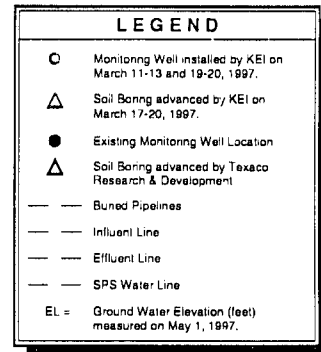 LEGEND
Monitoring Well installed by KEI on
March 11-13 and 19-20, 1997.
Soil Boring advanced by KEI on
March 17-20, 1997.
Existing Monitoring Well Location
Soil Boring advanced by Texaco
Research & Development
Buried Pipelines
Influent Line
Effluent Line
SPS Water Line
EL = Ground Water Elevation (feet)
measured on May 1, 1997.